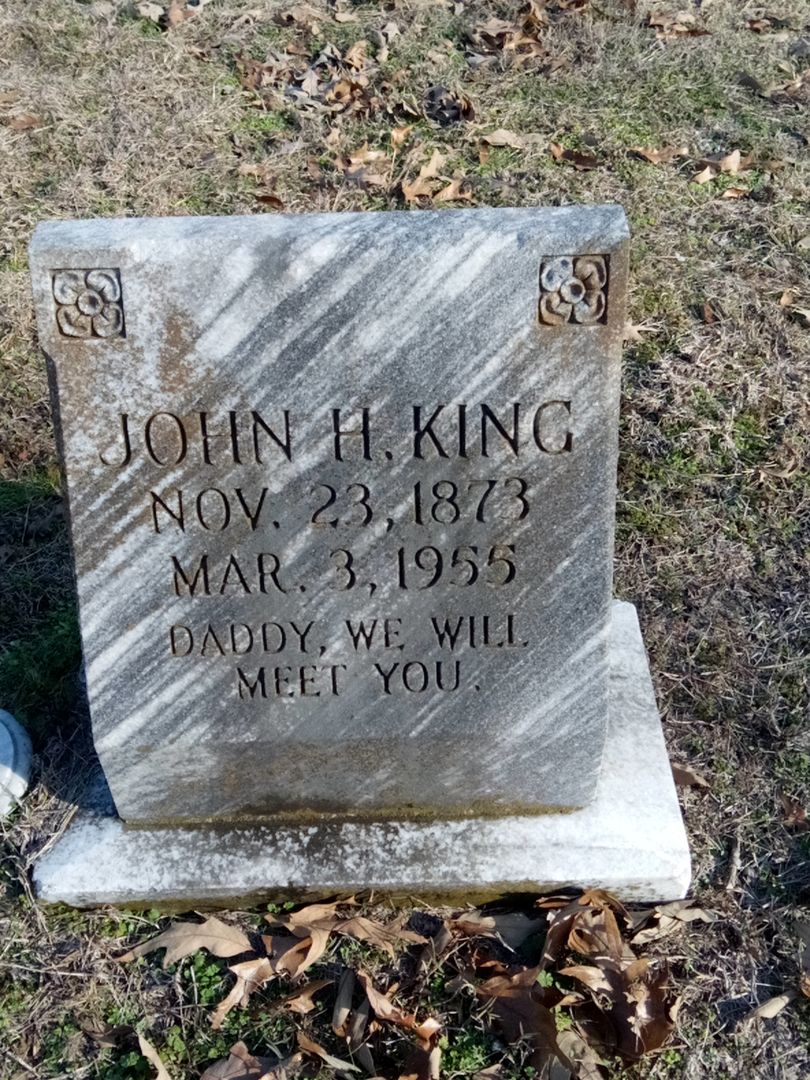 JOHN H. KING
NOV. 23, 1873
MAR. 3, 1955
DADDY, WE WILL
MEET YOU.